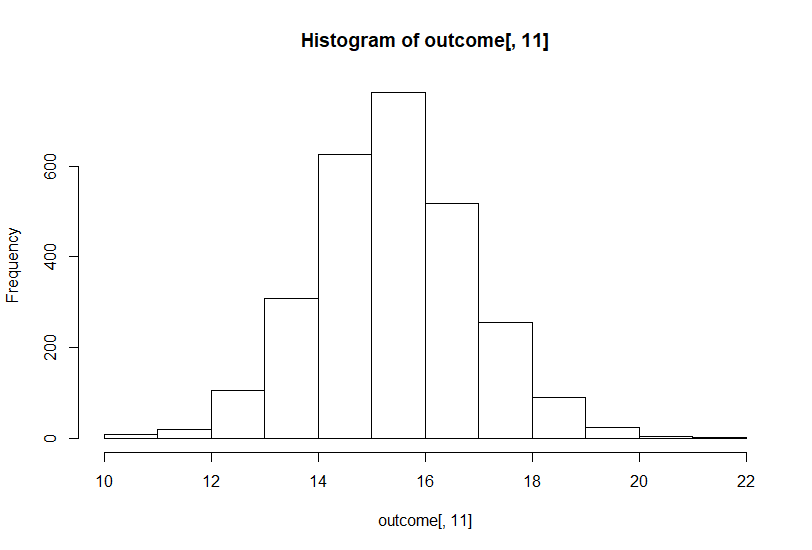 Histogram of outcome[, 11]
Frequency
600
400
200
0
10 12 14 16 18 20 22
outcome[, 11]